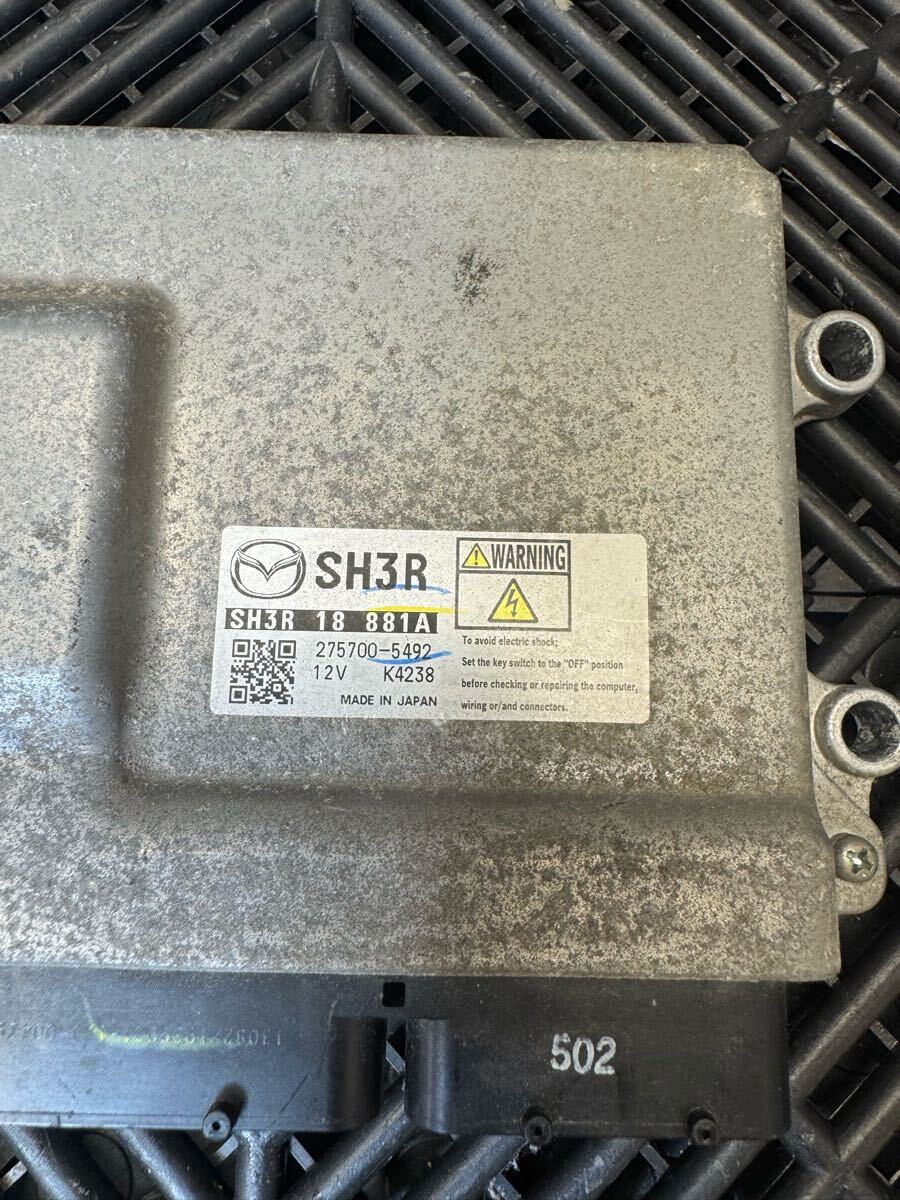 SH3R
SH3R 18 881A
275700-5492
12V K4238
MADE IN JAPAN
WARNING
To avoid electric shock;
Set the key switch to the "OFF" position
before checking or repairing the computer,
wiring or/and connectors.
502